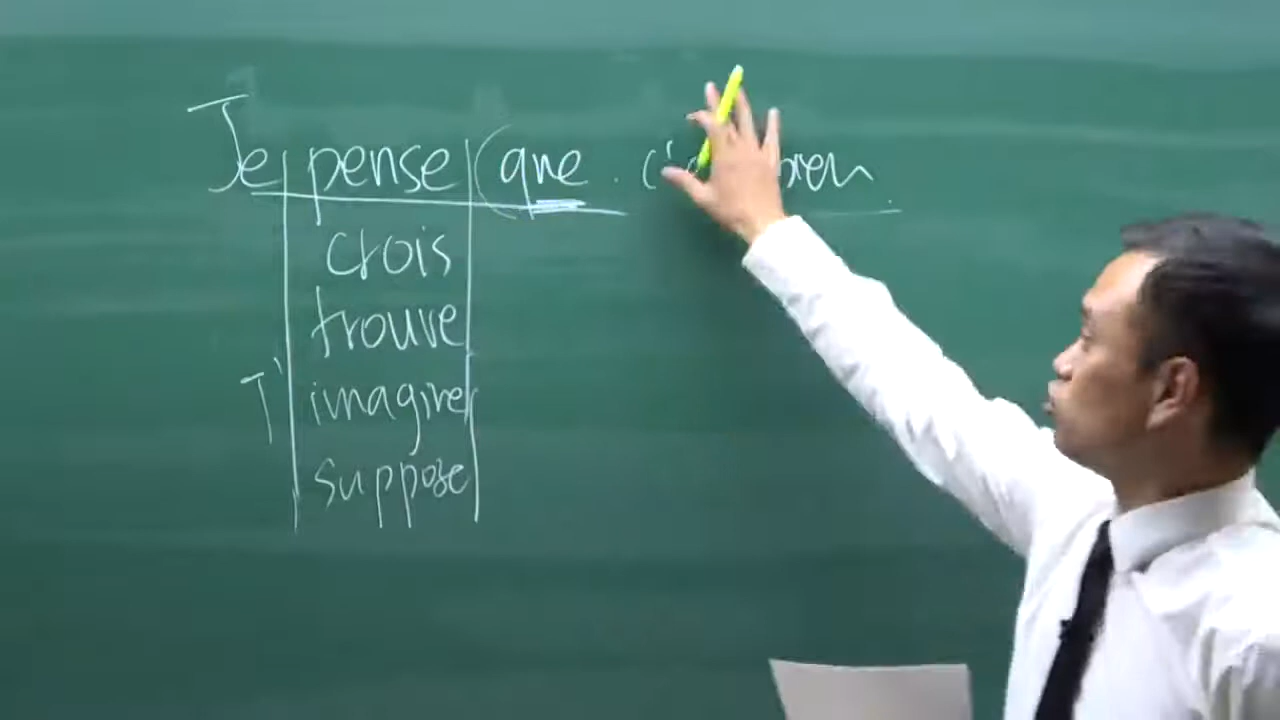 Je pense (que c' bien.
crois
trouve
J' imagine
suppose